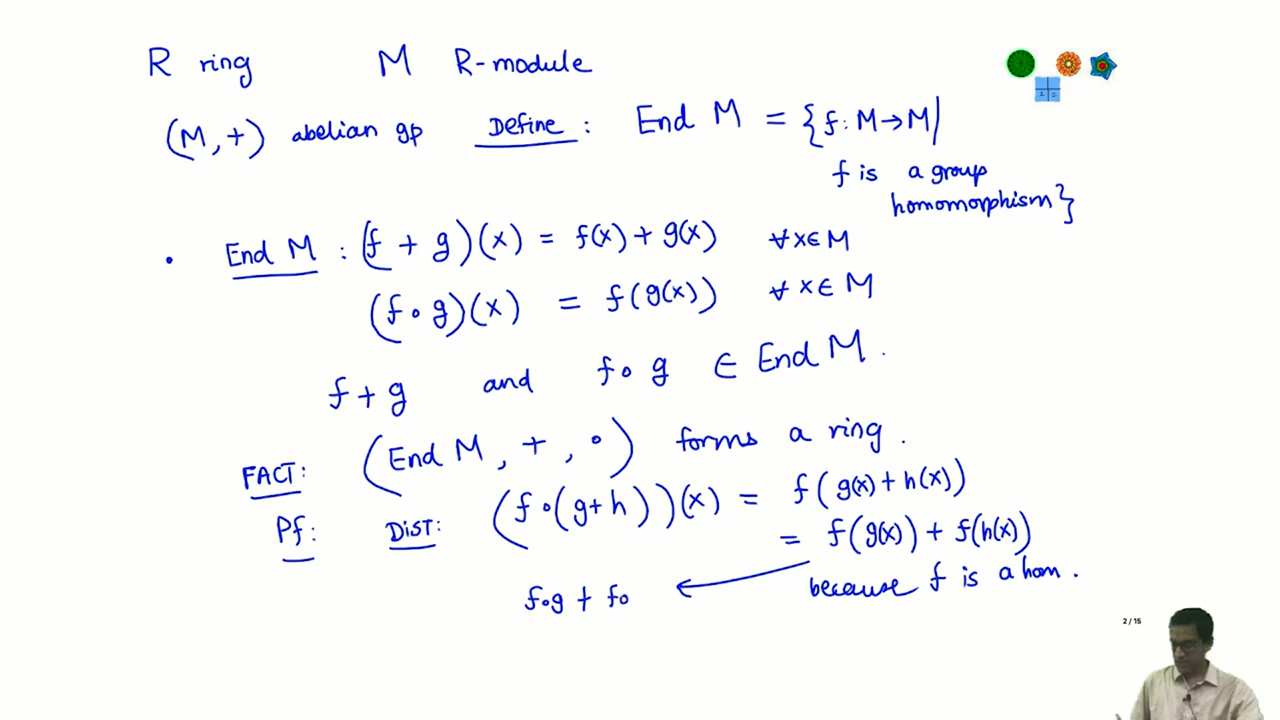 R ring M R-module
(M, +) abelian gp Define : End M = {f : M → M |
f is a group
homomorphism}
• End M : (f + g)(x) = f(x) + g(x) ∀ x ∈ M
(f ∘ g)(x) = f(g(x)) ∀ x ∈ M
f + g and f ∘ g ∈ End M .
FACT: (End M , + , ∘) forms a ring .
Pf: DIST: (f ∘ (g+h))(x) = f(g(x) + h(x))
= f(g(x)) + f(h(x))
because f is a hom .
f∘g + f∘
2 / 15